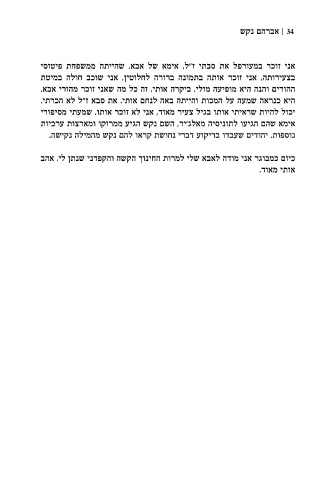 34 | אברהם נקש
אני זוכר במעורפל את סבתי ז"ל, אימא של אבא, שהייתה ממשפחת פיטוסי
בצעירותה, אני זוכר אותה בתמונה ברורה לחלוטין, אני שוכב חולה במיטת
ההורים והנה היא מופיעה מולי, ביקרה אותי, זה כל מה שאני זוכר מהורי אבא,
היא כנראה שמעה על המכות והייתה באה לנחם אותי, את סבא ז"ל לא הכרתי,
יכול להיות שראיתי אותו בגיל צעיר מאוד, אני לא זוכר אותו, שמעתי מסיפורי
אימא שהם הגיעו לתוניסיה מאלג'יר, השם נקש הגיע ממרוקו ומארצות ערביות
נוספות, יהודים שעבדו בריקוע דברי נחושת קראו להם נקש מהמילה נקישה.
כיום כמבוגר אני מודה לאבא שלי למרות החינוך הקשה והקפדני שנתן לי, אהב
אותי מאוד.